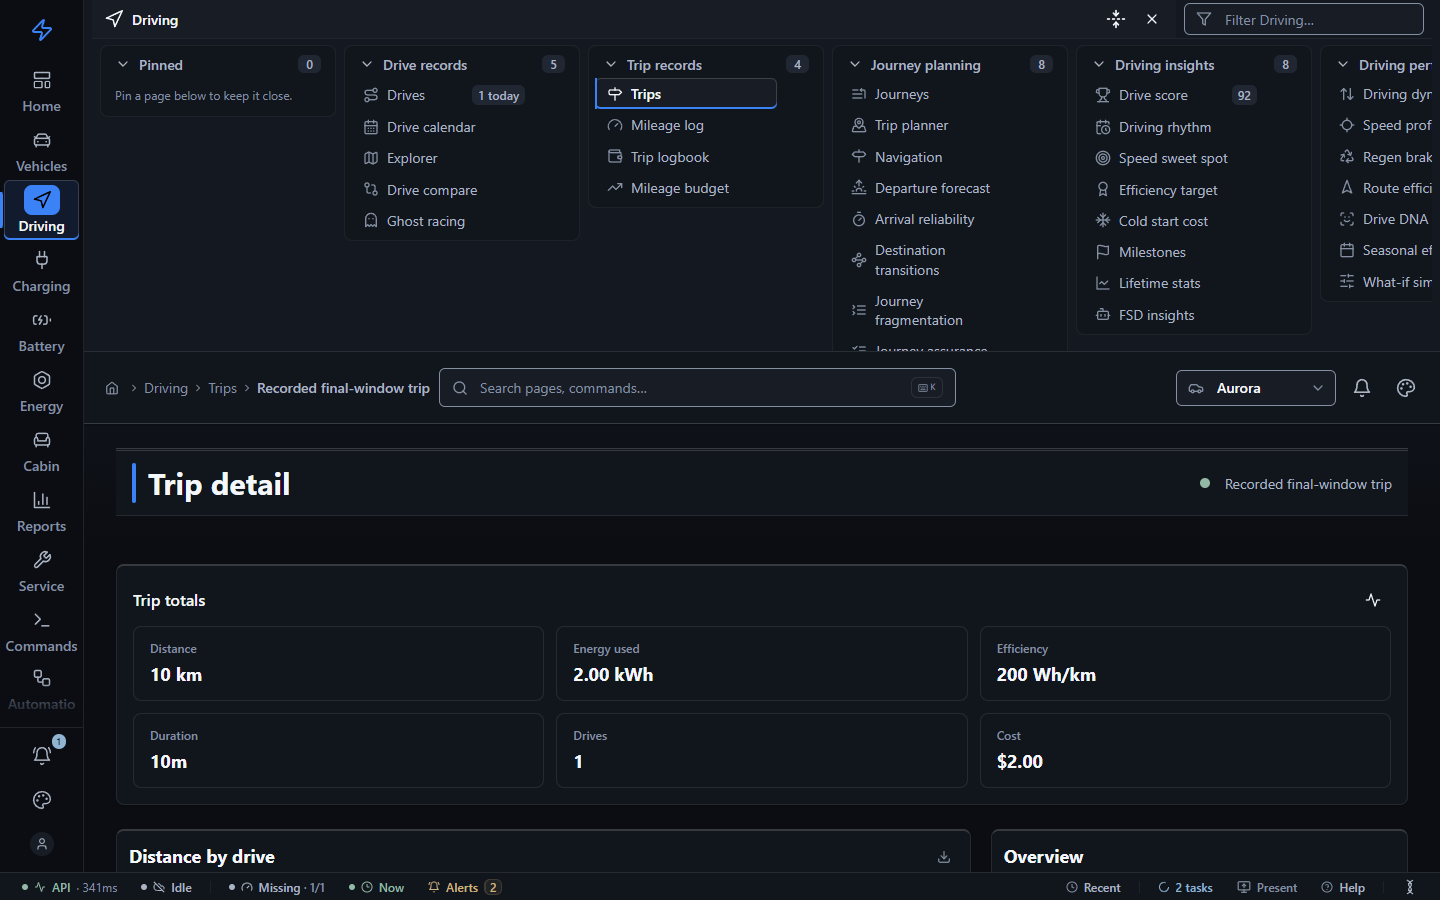 Home
Vehicles
Driving
Charging
Battery
Energy
Cabin
Reports
Service
Commands
Automatio
1
Driving
Filter Driving...
Pinned 0
Pin a page below to keep it close.
Drive records 5
Drives 1 today
Drive calendar
Explorer
Drive compare
Ghost racing
Trip records 4
Trips
Mileage log
Trip logbook
Mileage budget
Journey planning 8
Journeys
Trip planner
Navigation
Departure forecast
Arrival reliability
Destination
transitions
Journey
fragmentation
Journey assurance
Driving insights 8
Drive score 92
Driving rhythm
Speed sweet spot
Efficiency target
Cold start cost
Milestones
Lifetime stats
FSD insights
Driving per
Driving dyn
Speed prof
Regen brak
Route effici
Drive DNA
Seasonal ef
What-if sim
Driving > Trips > Recorded final-window trip
Search pages, commands... K
Aurora
Trip detail
Recorded final-window trip
Trip totals
Distance
10 km
Energy used
2.00 kWh
Efficiency
200 Wh/km
Duration
10m
Drives
1
Cost
$2.00
Distance by drive
Overview
API · 341ms
Idle
Missing · 1/1
Now
Alerts 2
Recent
2 tasks
Present
Help